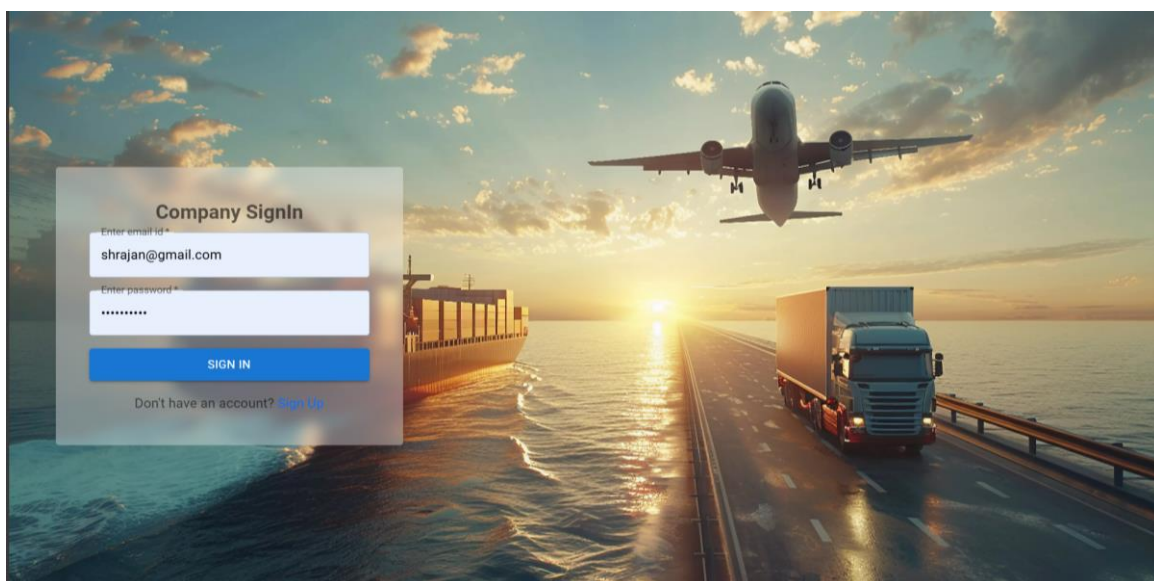 Company SignIn
Enter email id *
shrajan@gmail.com
Enter password *
••••••••••
SIGN IN
Don't have an account? Sign Up